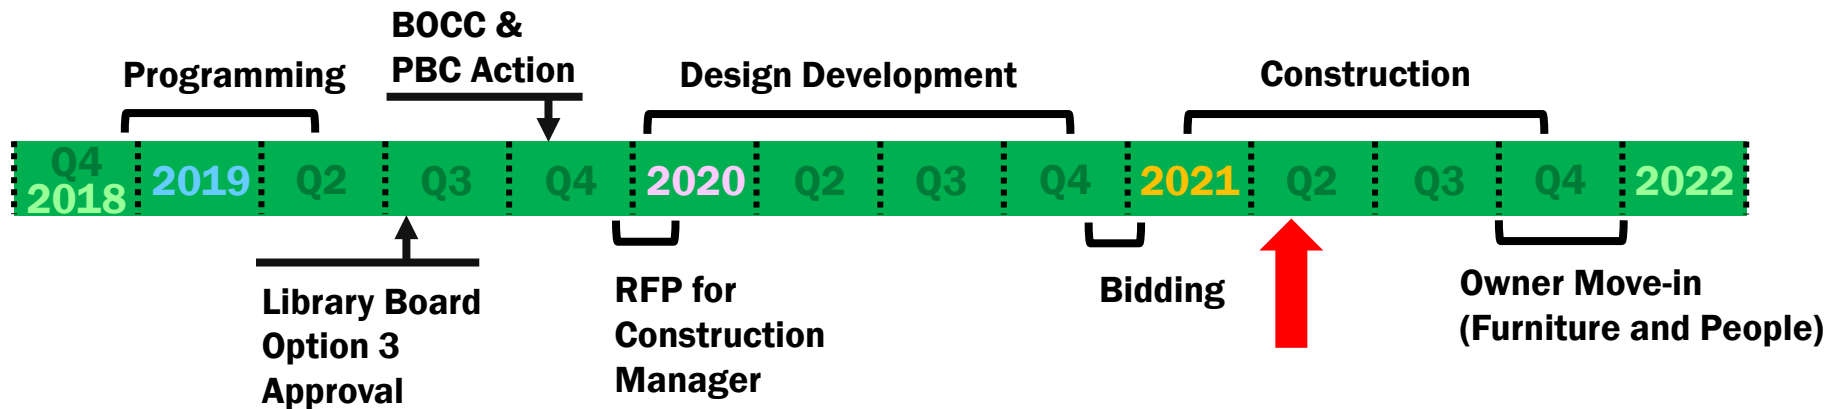 BOCC &
PBC Action
Programming
Design Development
Construction
Q4
2018
2019
Q2
Q3
Q4
2020
Q2
Q3
Q4
2021
Q2
Q3
Q4
2022
Library Board
Option 3
Approval
RFP for
Construction
Manager
Bidding
Owner Move-in
(Furniture and People)